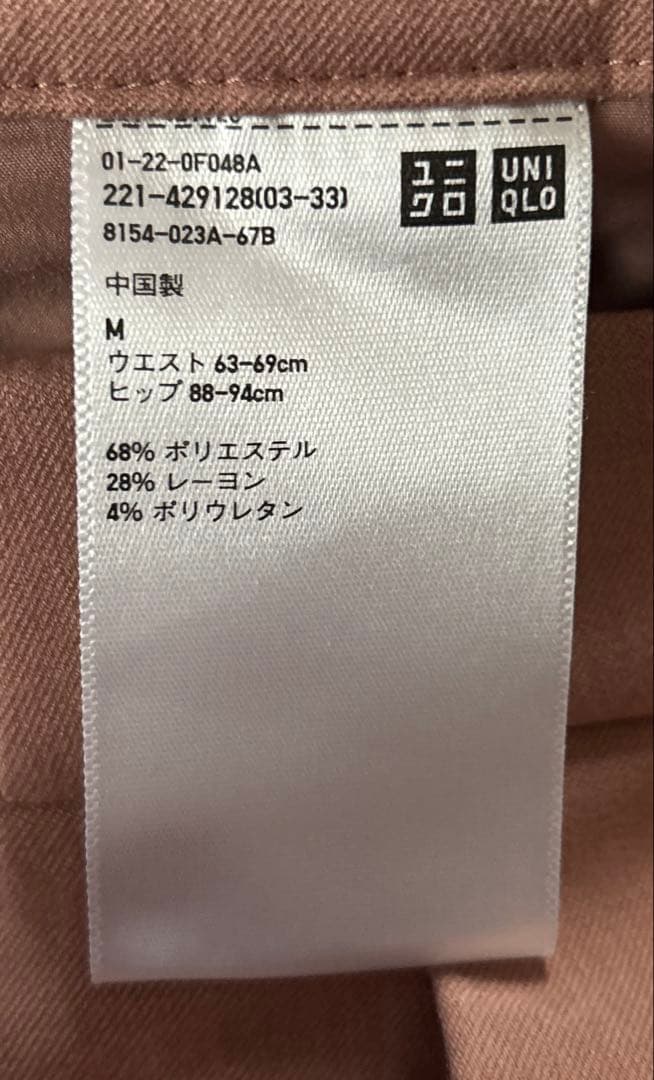 01-22-0F048A
221-429128(03-33)
8154-023A-67B
ユニ
クロ
UNI
QLO
中国製
M
ウエスト 63-69cm
ヒップ 88-94cm
68% ポリエステル
28% レーヨン
4% ポリウレタン